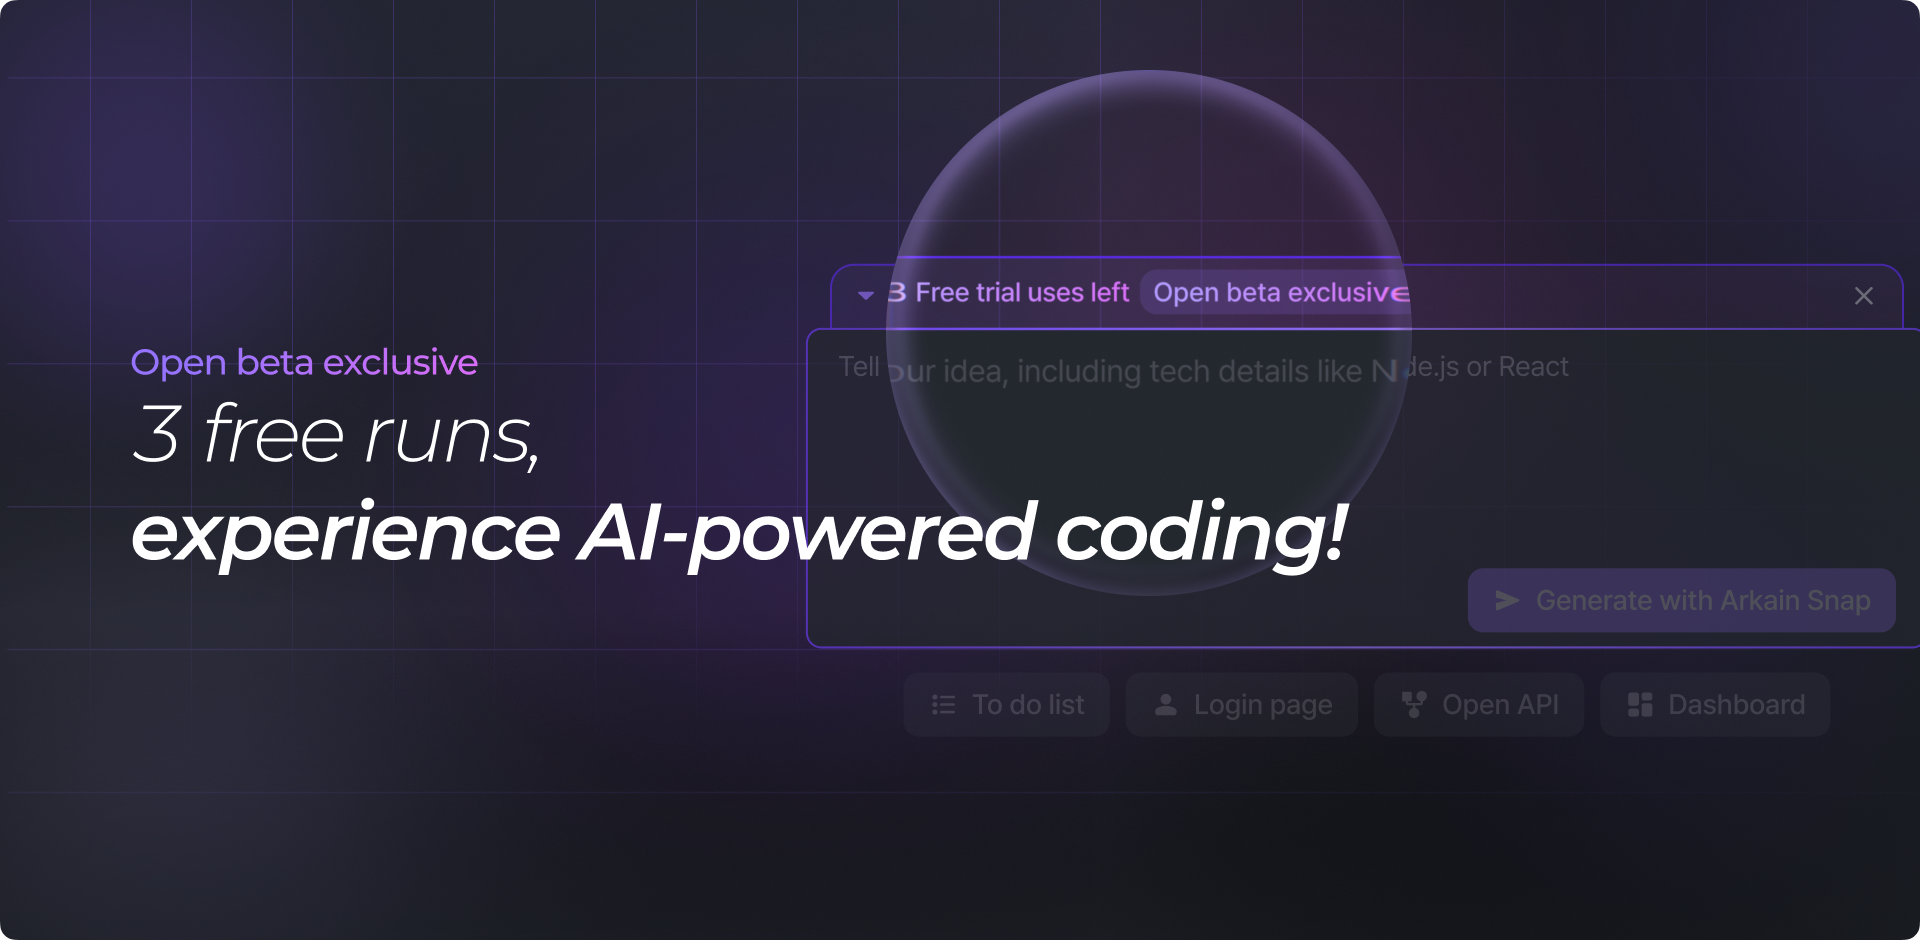 Open beta exclusive
3 free runs,
experience AI-powered coding!
3 Free trial uses left
Open beta exclusive
Tell our idea, including tech details like Node.js or React
Generate with Arkain Snap
To do list
Login page
Open API
Dashboard